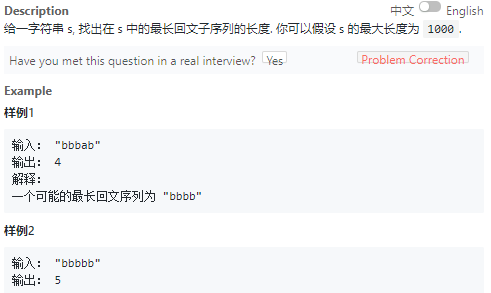 Description
中文 English
给一字符串 s, 找出在 s 中的最长回文子序列的长度. 你可以假设 s 的最大长度为 1000 .
Have you met this question in a real interview? Yes Problem Correction
Example
样例1
输入: "bbbab"
输出: 4
解释:
一个可能的最长回文序列为 "bbbb"
样例2
输入: "bbbbb"
输出: 5